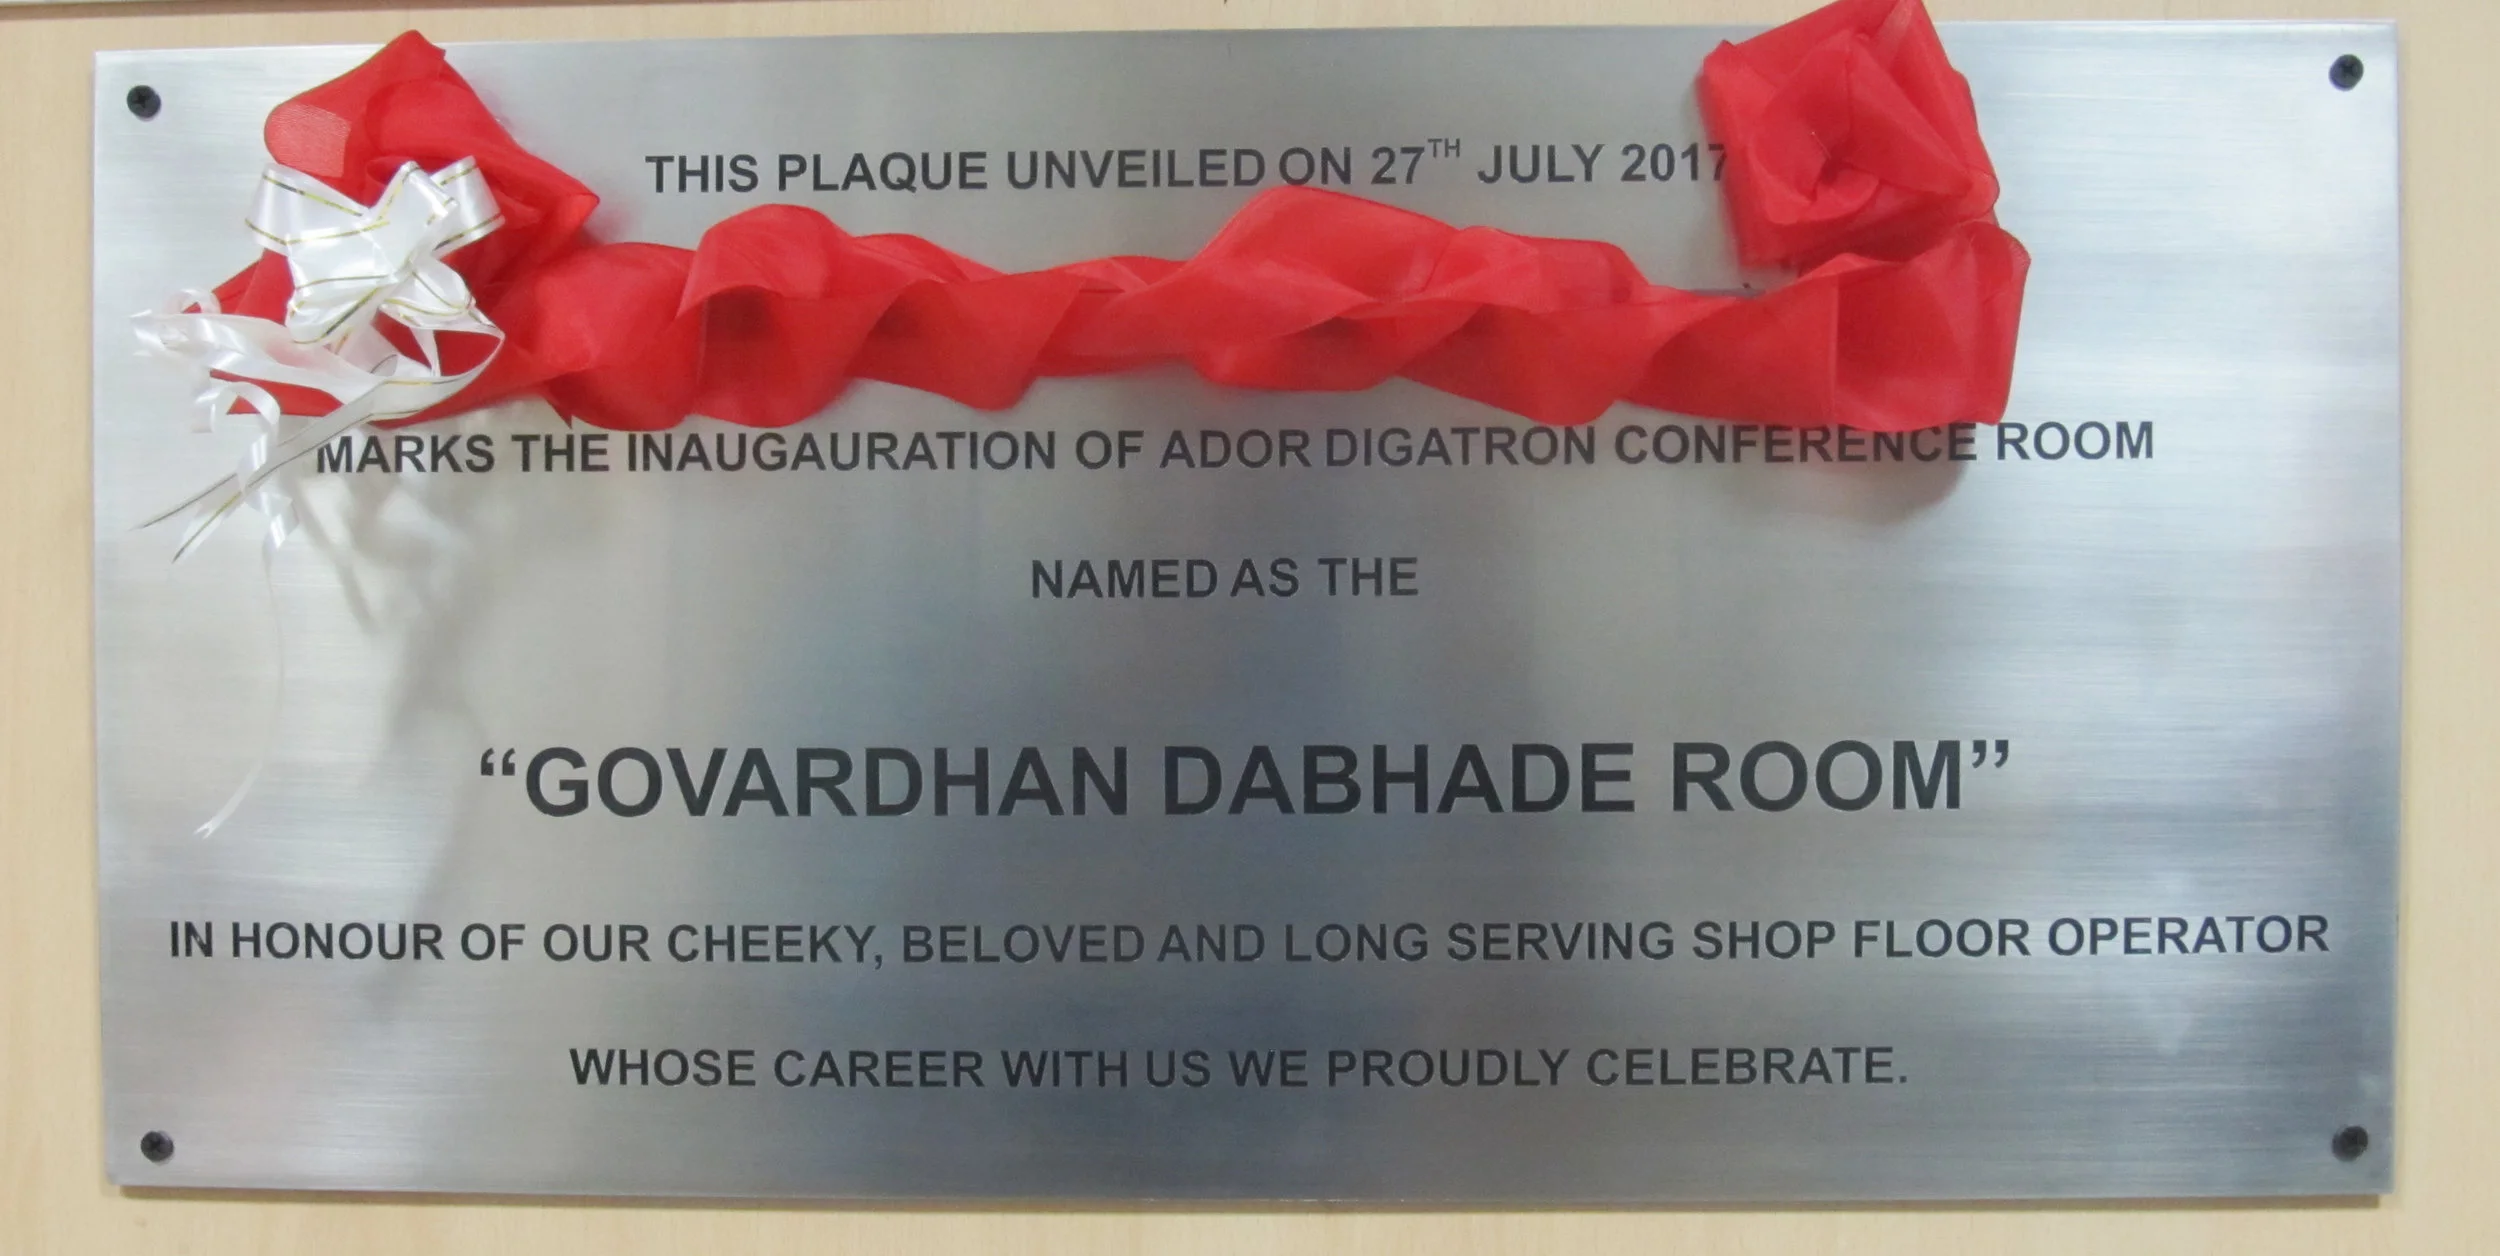 THIS PLAQUE UNVEILED ON 27TH JULY 2017
MARKS THE INAUGAURATION OF ADOR DIGATRON CONFERENCE ROOM
NAMED AS THE
“GOVARDHAN DABHADE ROOM”
IN HONOUR OF OUR CHEEKY, BELOVED AND LONG SERVING SHOP FLOOR OPERATOR
WHOSE CAREER WITH US WE PROUDLY CELEBRATE.